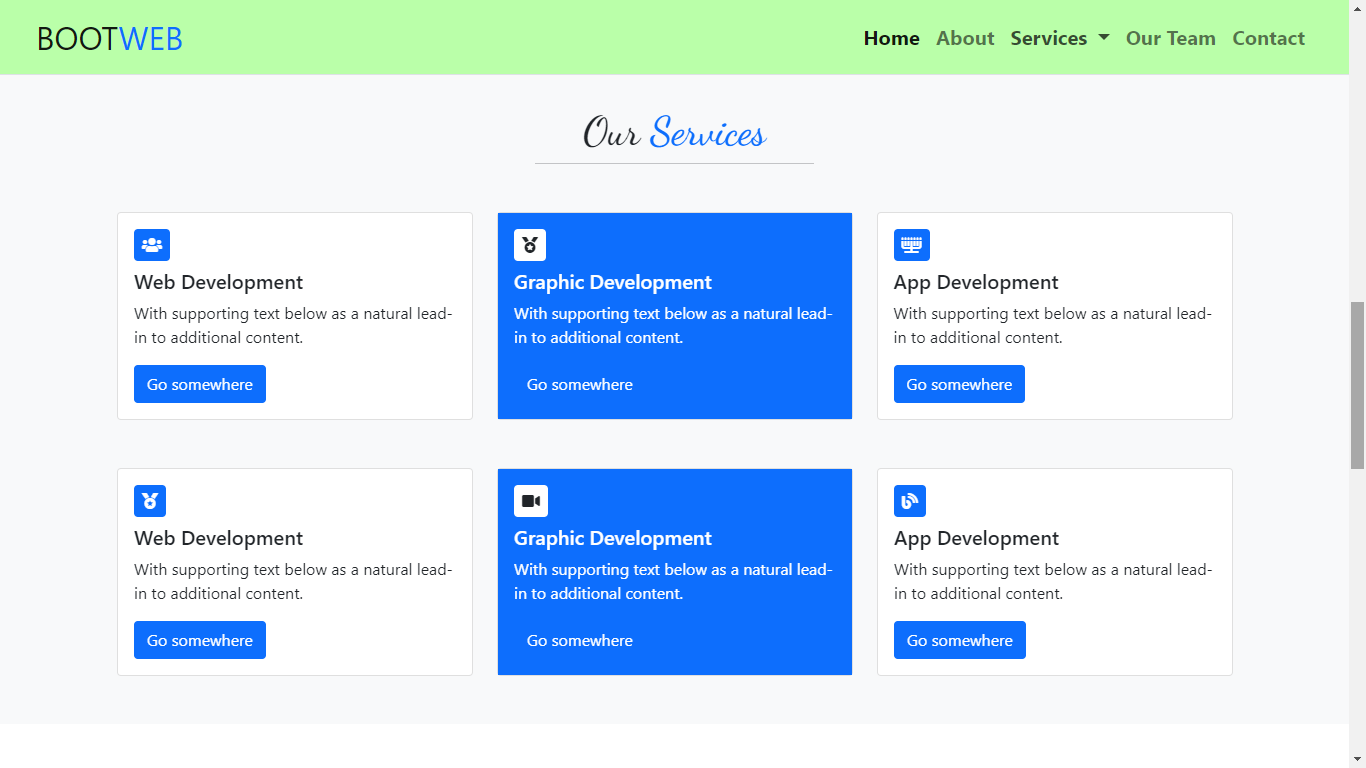 BOOTWEB
Home About Services Our Team Contact
Our Services
Web Development
With supporting text below as a natural lead-
in to additional content.
Go somewhere
Graphic Development
With supporting text below as a natural lead-
in to additional content.
Go somewhere
App Development
With supporting text below as a natural lead-
in to additional content.
Go somewhere
Web Development
With supporting text below as a natural lead-
in to additional content.
Go somewhere
Graphic Development
With supporting text below as a natural lead-
in to additional content.
Go somewhere
App Development
With supporting text below as a natural lead-
in to additional content.
Go somewhere